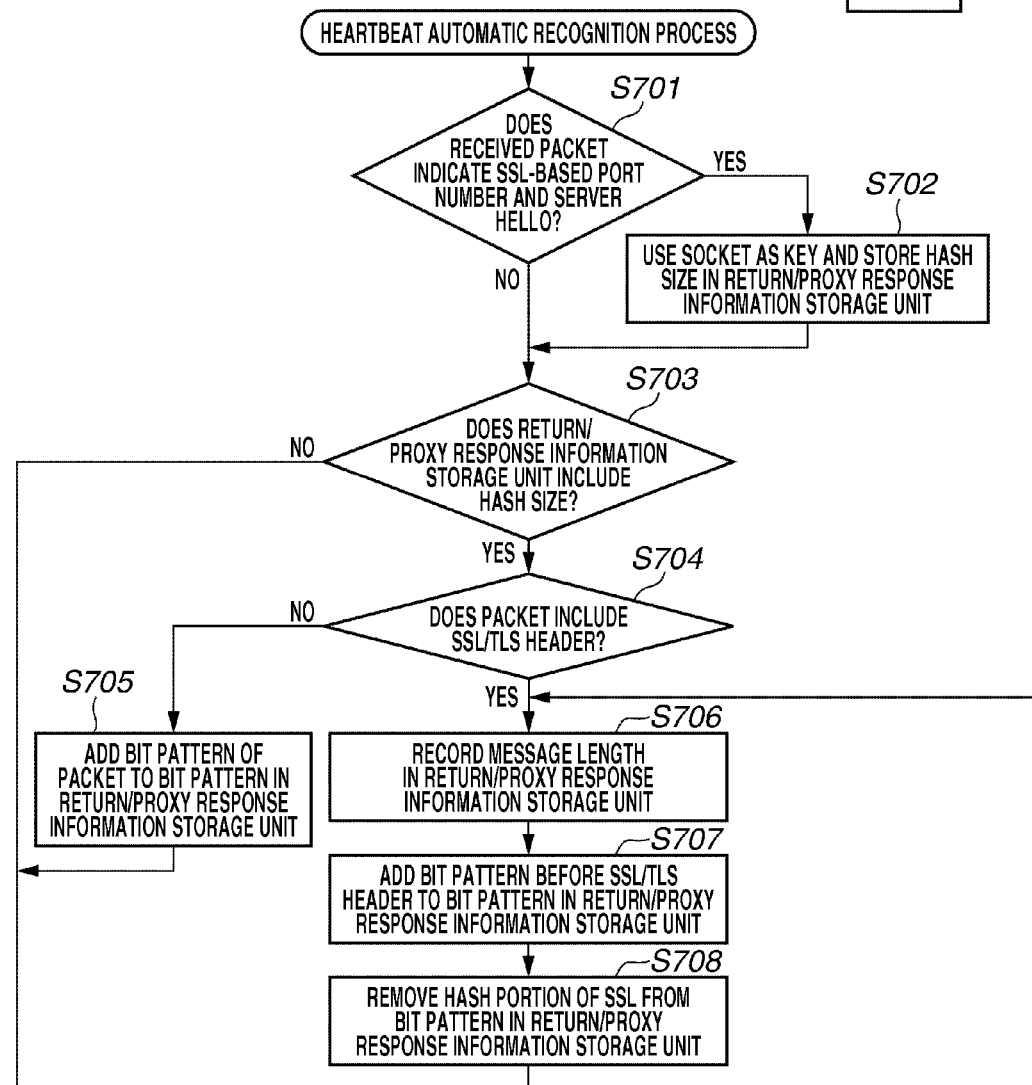 HEARTBEAT AUTOMATIC RECOGNITION PROCESS
S701
DOES
RECEIVED PACKET
INDICATE SSL-BASED PORT
NUMBER AND SERVER
HELLO?
YES
S702
USE SOCKET AS KEY AND STORE HASH
SIZE IN RETURN/PROXY RESPONSE
INFORMATION STORAGE UNIT
NO
S703
DOES RETURN/
PROXY RESPONSE INFORMATION
STORAGE UNIT INCLUDE
HASH SIZE?
NO
YES
S704
DOES PACKET INCLUDE
SSL/TLS HEADER?
NO
YES
S705
ADD BIT PATTERN OF
PACKET TO BIT PATTERN IN
RETURN/PROXY RESPONSE
INFORMATION STORAGE UNIT
S706
RECORD MESSAGE LENGTH
IN RETURN/PROXY RESPONSE
INFORMATION STORAGE UNIT
S707
ADD BIT PATTERN BEFORE SSL/TLS
HEADER TO BIT PATTERN IN RETURN/PROXY
RESPONSE INFORMATION STORAGE UNIT
S708
REMOVE HASH PORTION OF SSL FROM
BIT PATTERN IN RETURN/PROXY
RESPONSE INFORMATION STORAGE UNIT